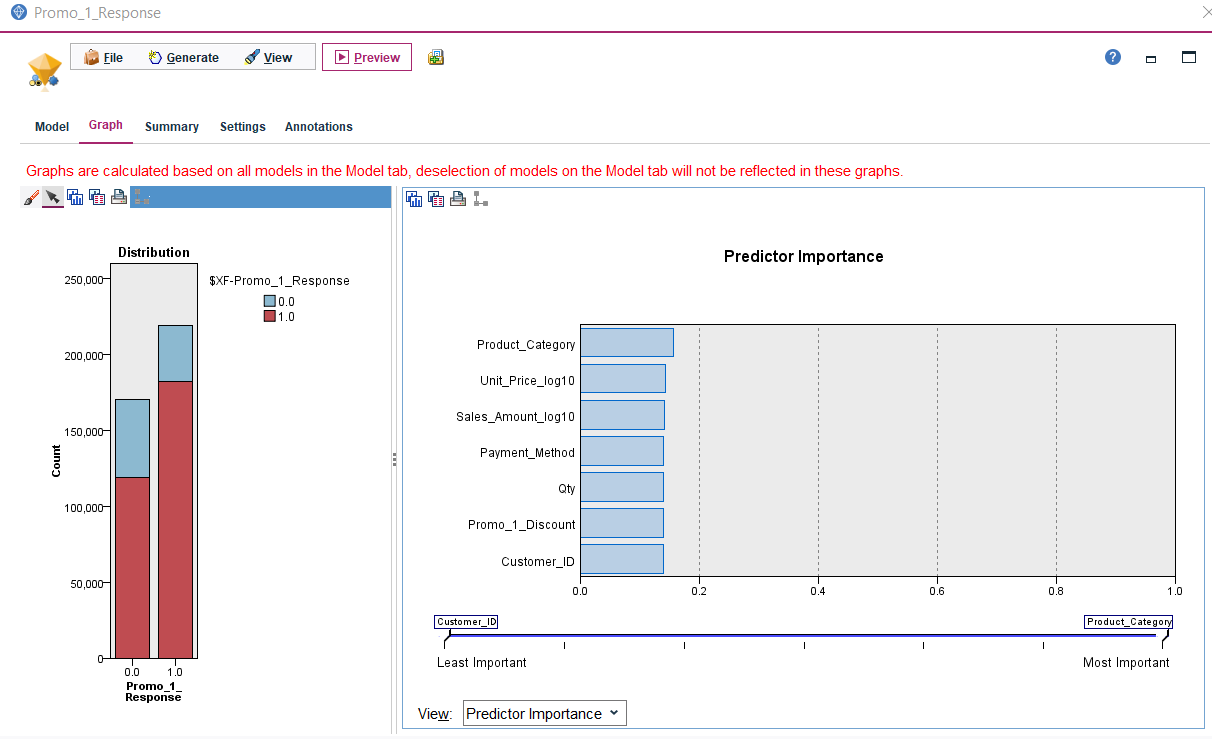 Promo_1_Response
File
Generate
View
Preview
?
Model
Graph
Summary
Settings
Annotations
Graphs are calculated based on all models in the Model tab, deselection of models on the Model tab will not be reflected in these graphs.
Distribution
250,000
200,000
150,000
100,000
50,000
0
Count
0.0
1.0
Promo_1_
Response
$XF-Promo_1_Response
0.0
1.0
Predictor Importance
Product_Category
Unit_Price_log10
Sales_Amount_log10
Payment_Method
Qty
Promo_1_Discount
Customer_ID
0.0
0.2
0.4
0.6
0.8
1.0
Customer_ID
Product_Category
Least Important
Most Important
View: Predictor Importance